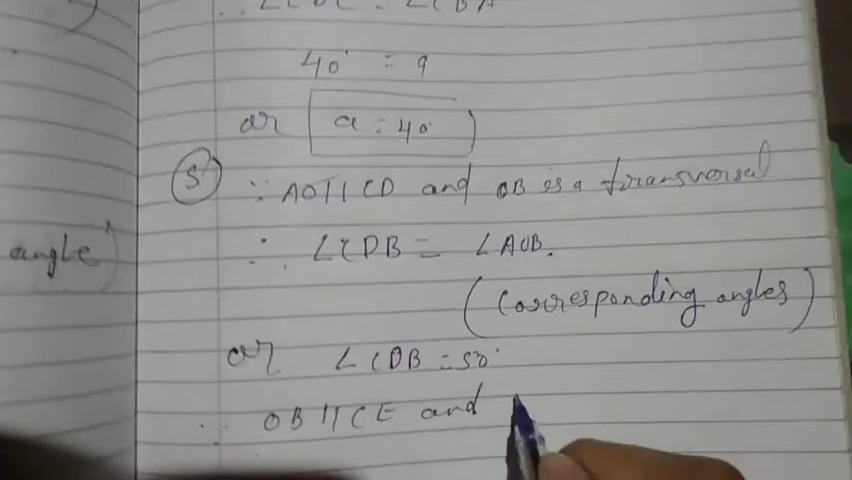 40° = a
or a = 40°
5 ∵ AO || CD and OB is a transversal
angle)
∴ ∠CDB = ∠AOB.
(Corresponding angles)
or ∠CDB = 50°
∴ OB || CE and